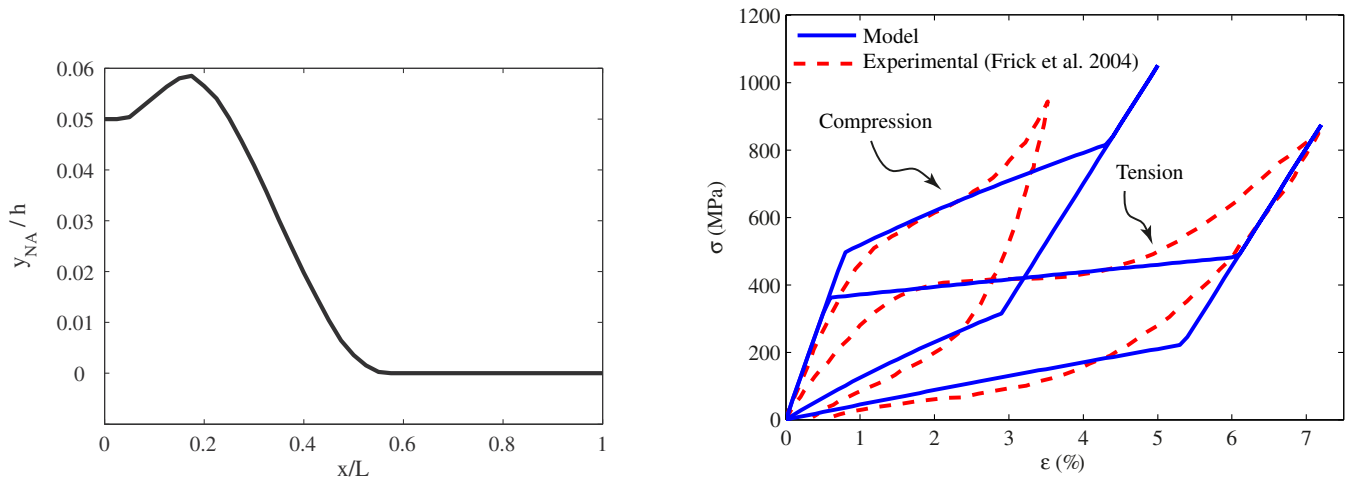 0.06
0.05
0.04
0.03
0.02
0.01
0
y_NA / h
0 0.2 0.4 0.6 0.8 1
x/L
1200
1000
800
600
400
200
0
σ (MPa)
Model
Experimental (Frick et al. 2004)
Compression
Tension
0 1 2 3 4 5 6 7
ε (%)